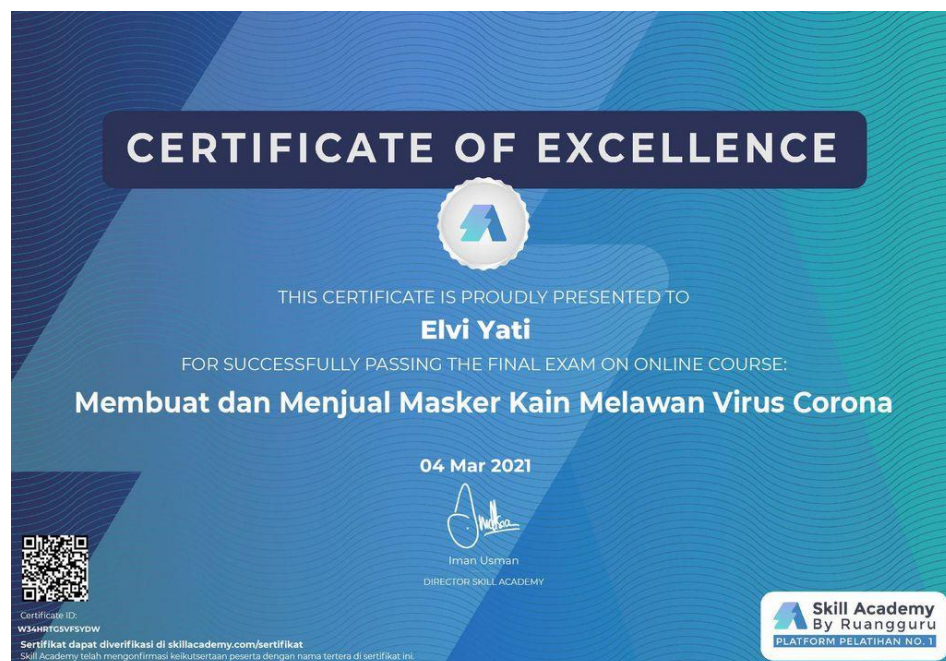 CERTIFICATE OF EXCELLENCE
THIS CERTIFICATE IS PROUDLY PRESENTED TO
Elvi Yati
FOR SUCCESSFULLY PASSING THE FINAL EXAM ON ONLINE COURSE:
Membuat dan Menjual Masker Kain Melawan Virus Corona
04 Mar 2021
Iman Usman
DIRECTOR SKILL ACADEMY
Certificate ID:
W34HRTGSVFSYDW
Sertifikat dapat diverifikasi di skillacademy.com/sertifikat
Skill Academy telah mengonfirmasi keikutsertaan peserta dengan nama tertera di sertifikat ini.
Skill Academy
By Ruangguru
PLATFORM PELATIHAN NO. 1